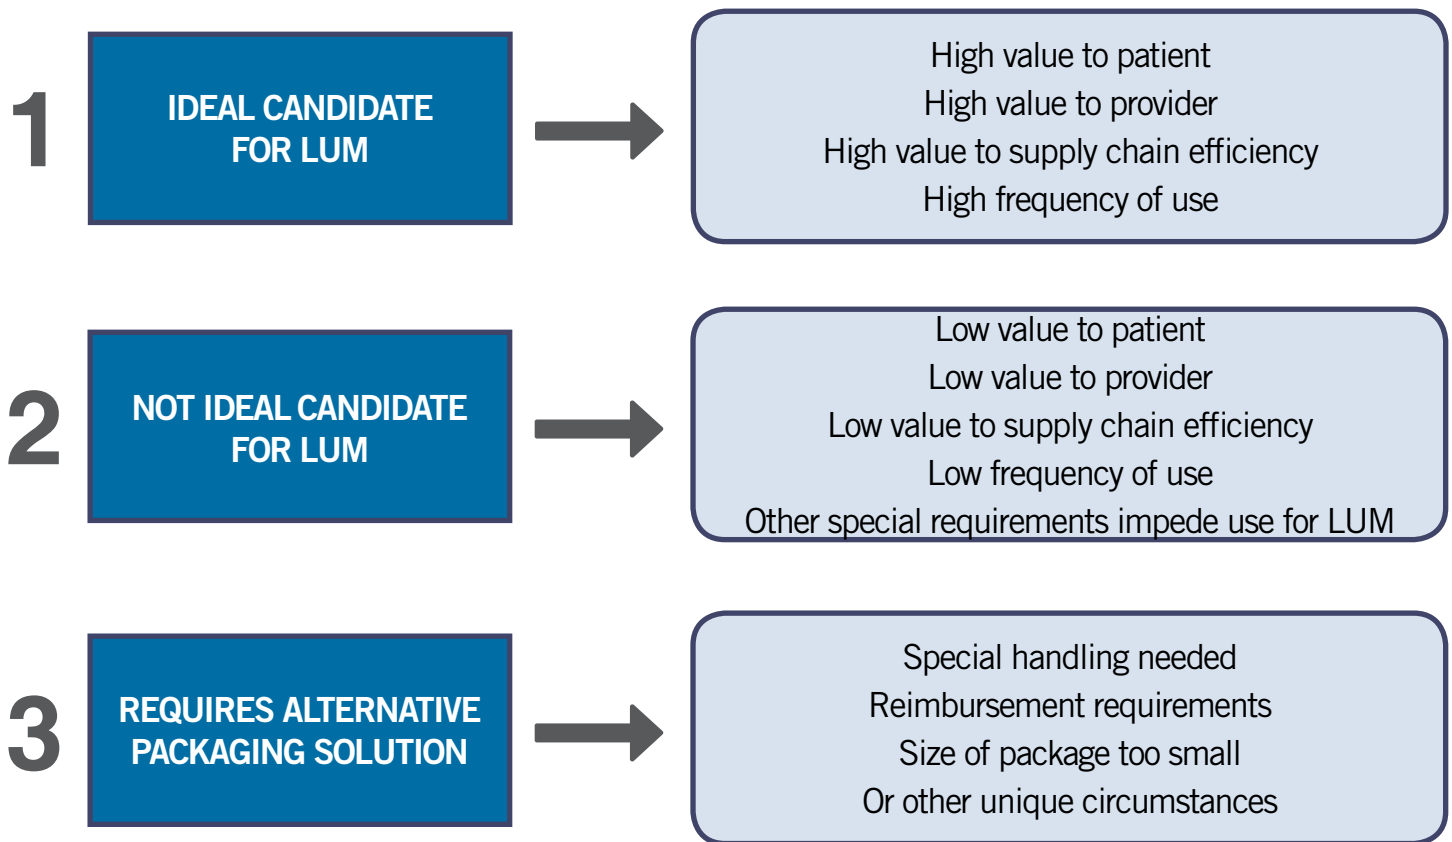 1
IDEAL CANDIDATE
FOR LUM
High value to patient
High value to provider
High value to supply chain efficiency
High frequency of use
2
NOT IDEAL CANDIDATE
FOR LUM
Low value to patient
Low value to provider
Low value to supply chain efficiency
Low frequency of use
Other special requirements impede use for LUM
3
REQUIRES ALTERNATIVE
PACKAGING SOLUTION
Special handling needed
Reimbursement requirements
Size of package too small
Or other unique circumstances